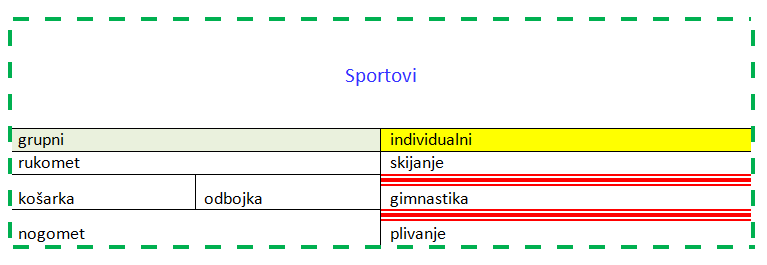 Sportovi
grupni individualni
rukomet skijanje
košarka odbojka gimnastika
nogomet plivanje